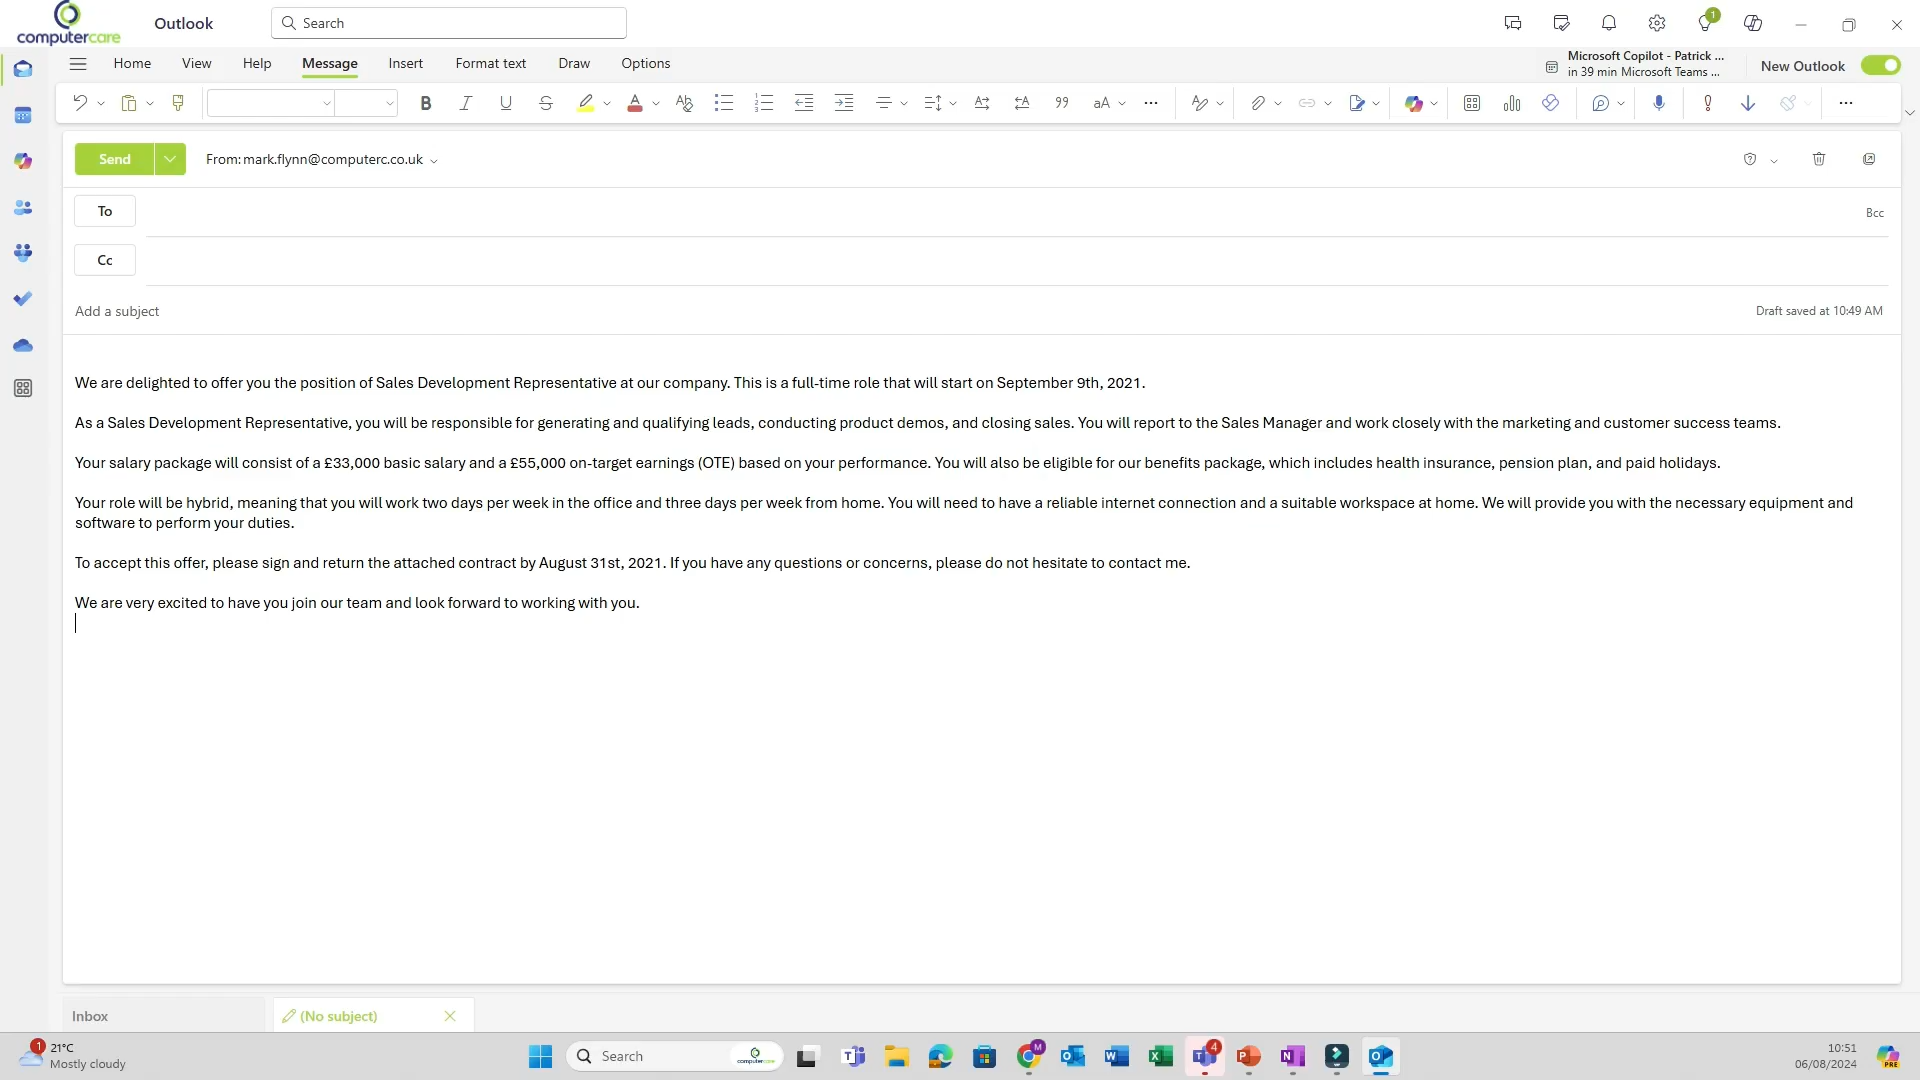 computercare
Outlook
Search
1
Home View Help Message Insert Format text Draw Options
Microsoft Copilot - Patrick ...
in 39 min Microsoft Teams ...
New Outlook
Send
From: mark.flynn@computerc.co.uk
To
Bcc
Cc
Add a subject
Draft saved at 10:49 AM
We are delighted to offer you the position of Sales Development Representative at our company. This is a full-time role that will start on September 9th, 2021.
As a Sales Development Representative, you will be responsible for generating and qualifying leads, conducting product demos, and closing sales. You will report to the Sales Manager and work closely with the marketing and customer success teams.
Your salary package will consist of a £33,000 basic salary and a £55,000 on-target earnings (OTE) based on your performance. You will also be eligible for our benefits package, which includes health insurance, pension plan, and paid holidays.
Your role will be hybrid, meaning that you will work two days per week in the office and three days per week from home. You will need to have a reliable internet connection and a suitable workspace at home. We will provide you with the necessary equipment and
software to perform your duties.
To accept this offer, please sign and return the attached contract by August 31st, 2021. If you have any questions or concerns, please do not hesitate to contact me.
We are very excited to have you join our team and look forward to working with you.
Inbox
(No subject)
1
21°C
Mostly cloudy
Search
computercare
M
4
10:51
06/08/2024
PRE